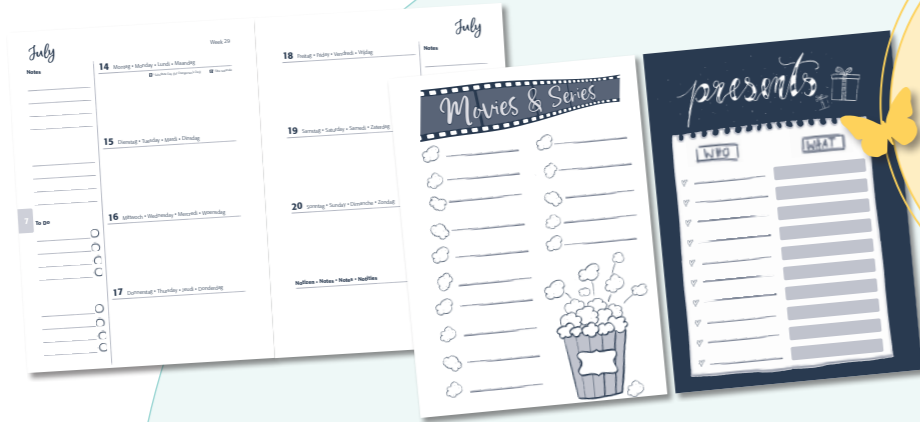 July
Week 29
Notes
14 Montag • Monday • Lundi • Maandag
15 Dienstag • Tuesday • Mardi • Dinsdag
7
To Do
16 Mittwoch • Wednesday • Mercredi • Woensdag
17 Donnerstag • Thursday • Jeudi • Donderdag
July
Notes
18 Freitag • Friday • Vendredi • Vrijdag
19 Samstag • Saturday • Samedi • Zaterdag
20 Sonntag • Sunday • Dimanche • Zondag
Notizen • Notes • Notes • Notities
Movies & Series
presents
WHO
WHAT